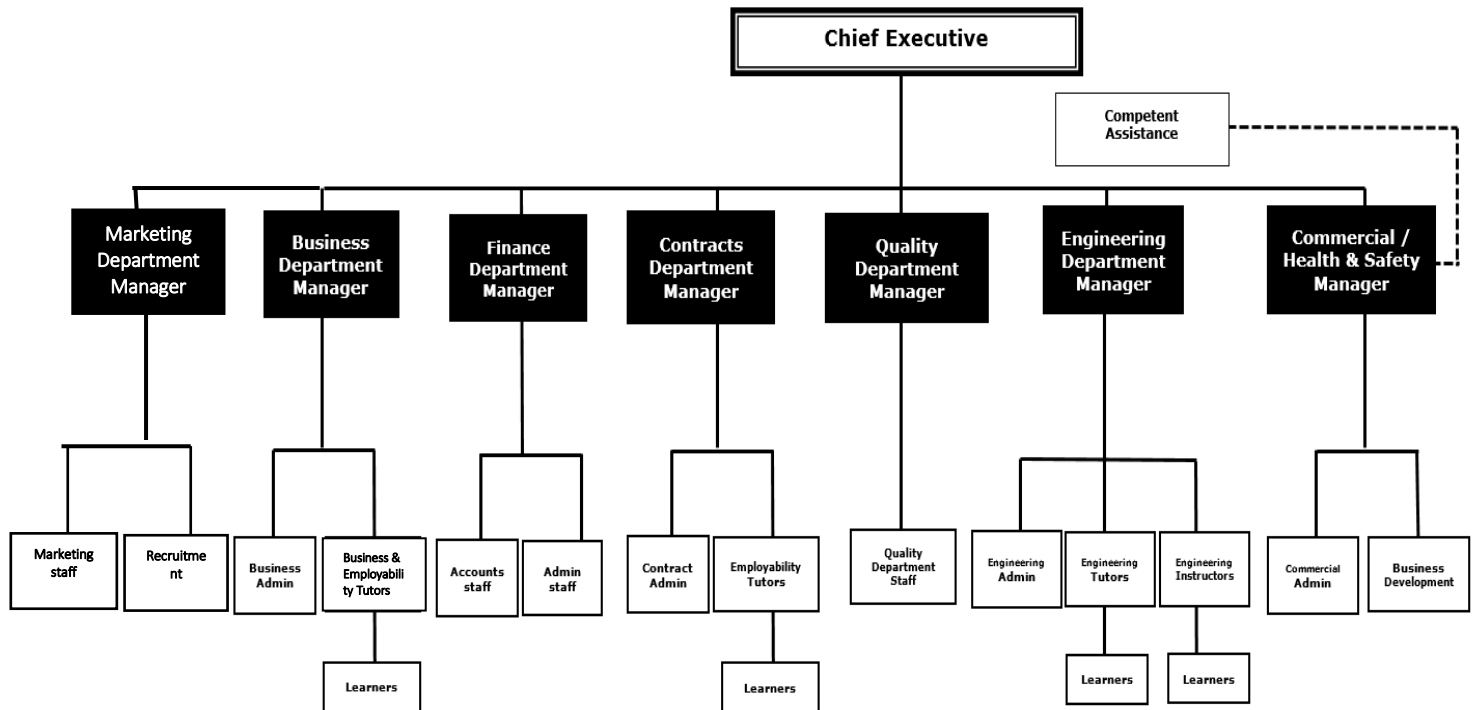 Chief Executive
Competent
Assistance
Marketing
Department
Manager
Business
Department
Manager
Finance
Department
Manager
Contracts
Department
Manager
Quality
Department
Manager
Engineering
Department
Manager
Commercial /
Health & Safety
Manager
Marketing
staff
Recruitme
nt
Business
Admin
Business &
Employabili
ty Tutors
Accounts
staff
Admin
staff
Contract
Admin
Employability
Tutors
Quality
Department
Staff
Engineering
Admin
Engineering
Tutors
Engineering
Instructors
Commercial
Admin
Business
Development
Learners
Learners
Learners
Learners